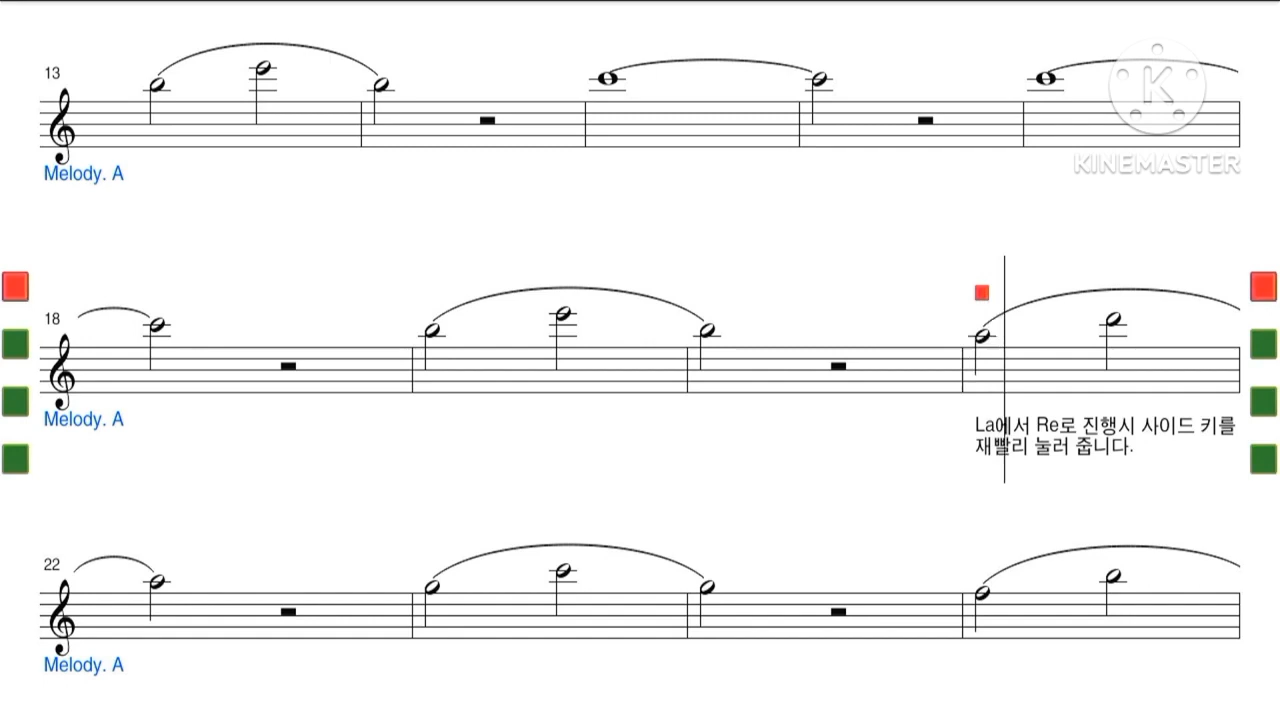 13
KINEMASTER
Melody. A
18
Melody. A
La에서 Re로 진행시 사이드 키를
재빨리 눌러 줍니다.
22
Melody. A